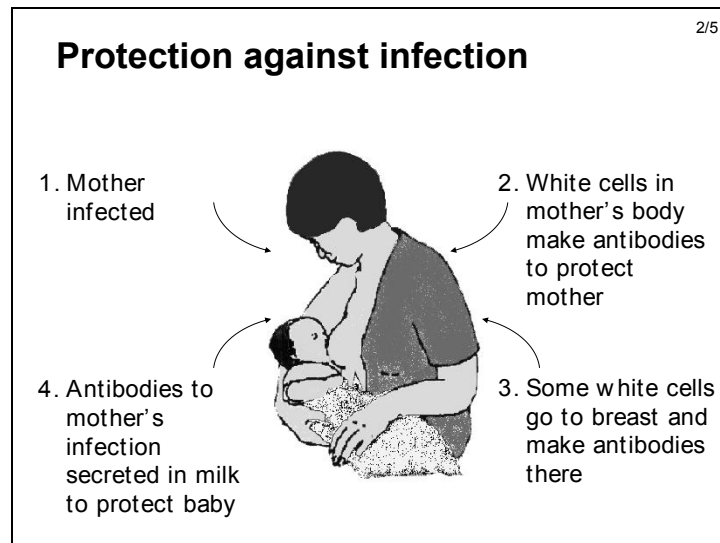 2/5
Protection against infection
1. Mother
infected
2. White cells in
mother's body
make antibodies
to protect
mother
3. Some white cells
go to breast and
make antibodies
there
4. Antibodies to
mother's
infection
secreted in milk
to protect baby